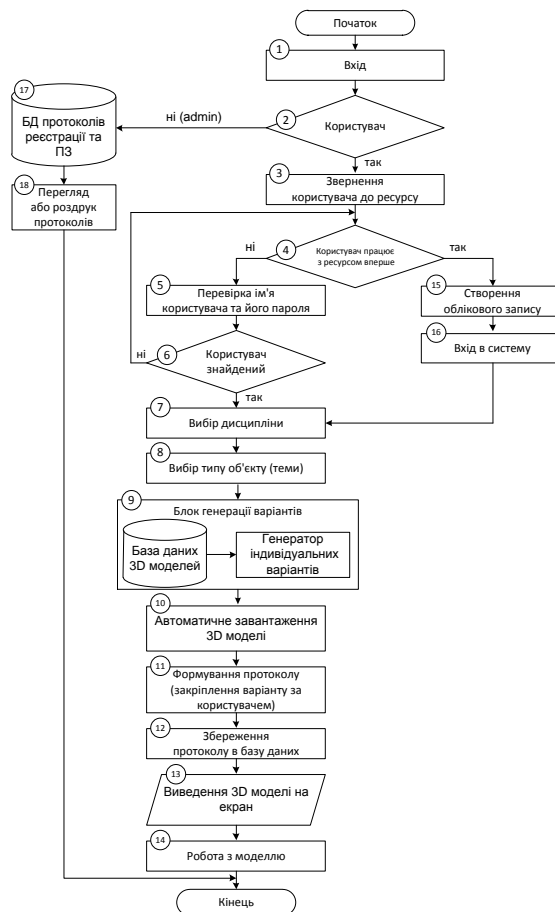 Початок
1
Вхід
17
БД протоколів
реєстрації та
ПЗ
ні (admin)
2
Користувач
так
3
Звернення
користувача до ресурсу
18
Перегляд
або роздрук
протоколів
ні
4
Користувач працює
з ресурсом вперше
так
5
Перевірка ім'я
користувача та його пароля
15
Створення
облікового запису
ні
6
Користувач
знайдений
16
Вхід в систему
так
7
Вибір дисципліни
8
Вибір типу об'єкту (теми)
9
Блок генерації варіантів
База даних
3D моделей
Генератор
індивідуальних
варіантів
10
Автоматичне завантаження
3D моделі
11
Формування протоколу
(закріплення варіанту за
користувачем)
12
Збереження
протоколу в базу даних
13
Виведення 3D моделі на
екран
14
Робота з моделлю
Кінець